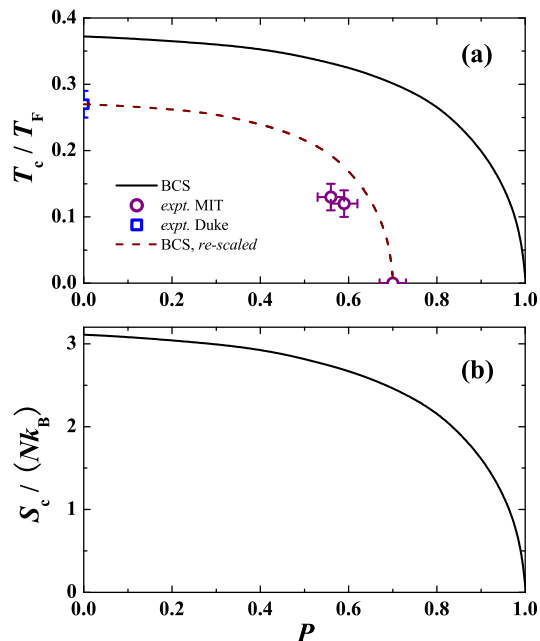 0.4
(a)
0.3
T_c / T_F
0.2
BCS
expt. MIT
0.1
expt. Duke
BCS, re-scaled
0.0
0.0 0.2 0.4 0.6 0.8 1.0
3
(b)
2
S_c / (Nk_B)
1
0
0.0 0.2 0.4 0.6 0.8 1.0
P